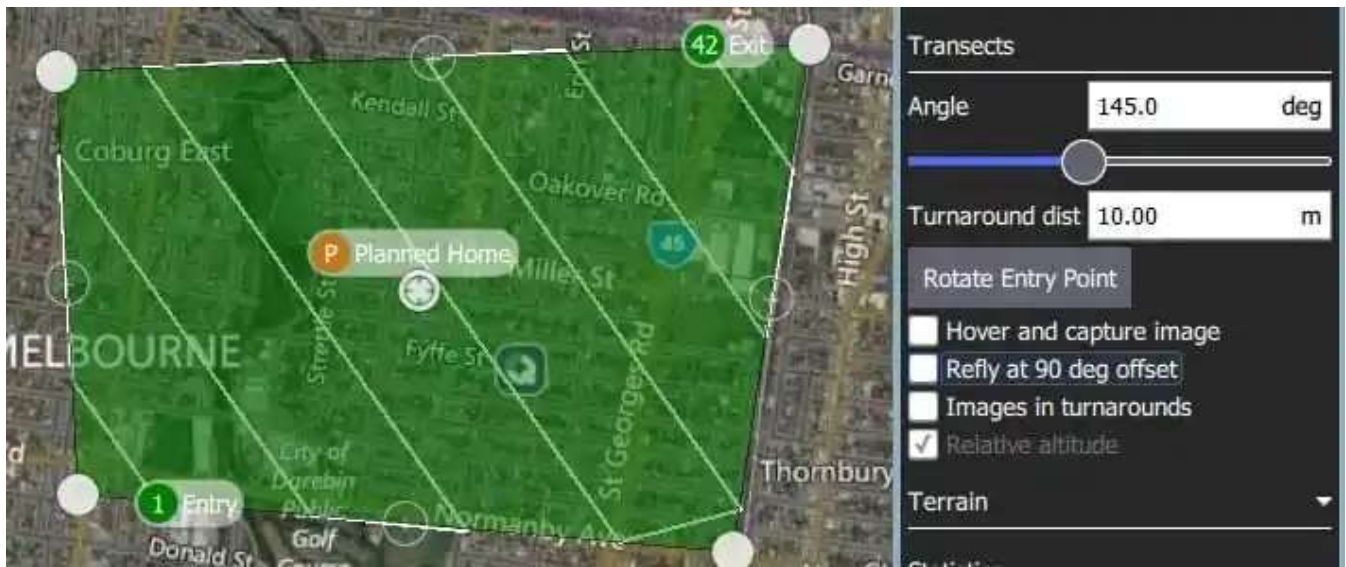 42 Exit
St
Kendall St
Coburg East
Oakover Rd
45
High St
P Planned Home
Miller St
MELBOURNE
Fyffe St
St Georges Rd
City of
Darebin
Public
Golf
1 Entry
Normanby Ave
Donald St
Thornbury
Transects
Angle
145.0 deg
Turnaround dist
10.00 m
Rotate Entry Point
Hover and capture image
Refly at 90 deg offset
Images in turnarounds
Relative altitude
Terrain